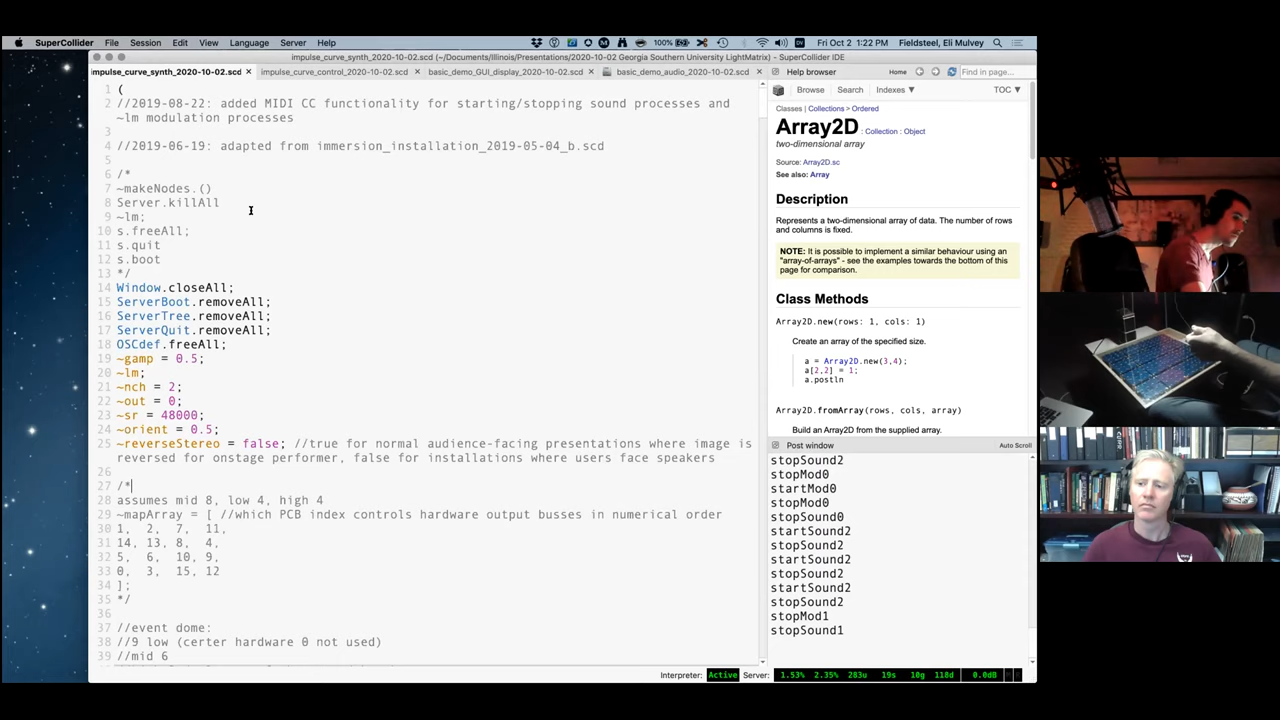 SuperCollider File Session Edit View Language Server Help 100% Fri Oct 2 1:22 PM Fieldsteel, Eli Mulvey
impulse_curve_synth_2020-10-02.scd (~/Documents/Illinois/Presentations/2020-10-02 Georgia Southern University LightMatrix) - SuperCollider IDE
impulse_curve_synth_2020-10-02.scd impulse_curve_control_2020-10-02.scd basic_demo_GUI_display_2020-10-02.scd basic_demo_audio_2020-10-02.scd
1 (
2 //2019-08-22: added MIDI CC functionality for starting/stopping sound processes and
~lm modulation processes
3
4 //2019-06-19: adapted from immersion_installation_2019-05-04_b.scd
5
6 /*
7 ~makeNodes.()
8 Server.killAll
9 ~lm;
10 s.freeAll;
11 s.quit
12 s.boot
13 */
14 Window.closeAll;
15 ServerBoot.removeAll;
16 ServerTree.removeAll;
17 ServerQuit.removeAll;
18 OSCdef.freeAll;
19 ~gamp = 0.5;
20 ~lm;
21 ~nch = 2;
22 ~out = 0;
23 ~sr = 48000;
24 ~orient = 0.5;
25 ~reverseStereo = false; //true for normal audience-facing presentations where image is
reversed for onstage performer, false for installations where users face speakers
26
27 /*
28 assumes mid 8, low 4, high 4
29 ~mapArray = [ //which PCB index controls hardware output busses in numerical order
30 1, 2, 7, 11,
31 14, 13, 8, 4,
32 5, 6, 10, 9,
33 0, 3, 15, 12
34 ];
35 */
36
37 //event dome:
38 //9 low (certer hardware 0 not used)
39 //mid 6
Help browser Home Find in page...
Browse Search Indexes ▼ TOC ▼
Classes | Collections > Ordered
Array2D : Collection : Object
two-dimensional array
Source: Array2D.sc
See also: Array
Description
Represents a two-dimensional array of data. The number of rows
and columns is fixed.
NOTE: It is possible to implement a similar behaviour using an
"array-of-arrays" - see the examples towards the bottom of this
page for comparison.
Class Methods
Array2D.new(rows: 1, cols: 1)
Create an array of the specified size.
a = Array2D.new(3,4);
a[2,2] = 1;
a.postln
Array2D.fromArray(rows, cols, array)
Build an Array2D from the supplied array.
Post window Auto Scroll
stopSound2
stopMod0
startMod0
stopMod0
stopSound0
startSound2
stopSound2
startSound2
stopSound2
startSound2
stopSound2
stopMod1
stopSound1
Interpreter: Active Server: 1.53% 2.35% 283u 19s 10g 118d 0.0dB